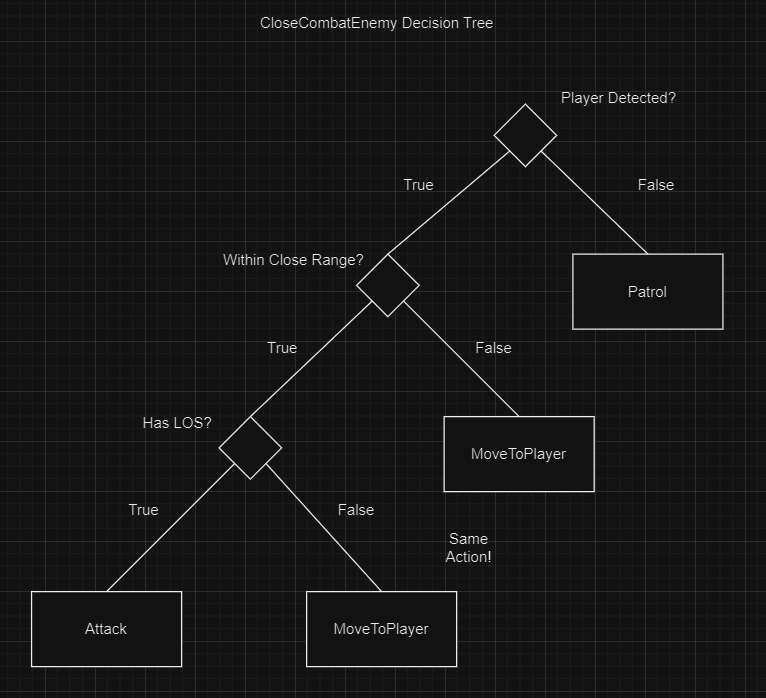 CloseCombatEnemy Decision Tree
Player Detected?
True
False
Within Close Range?
Patrol
True
False
Has LOS?
MoveToPlayer
True
False
Same
Action!
Attack
MoveToPlayer